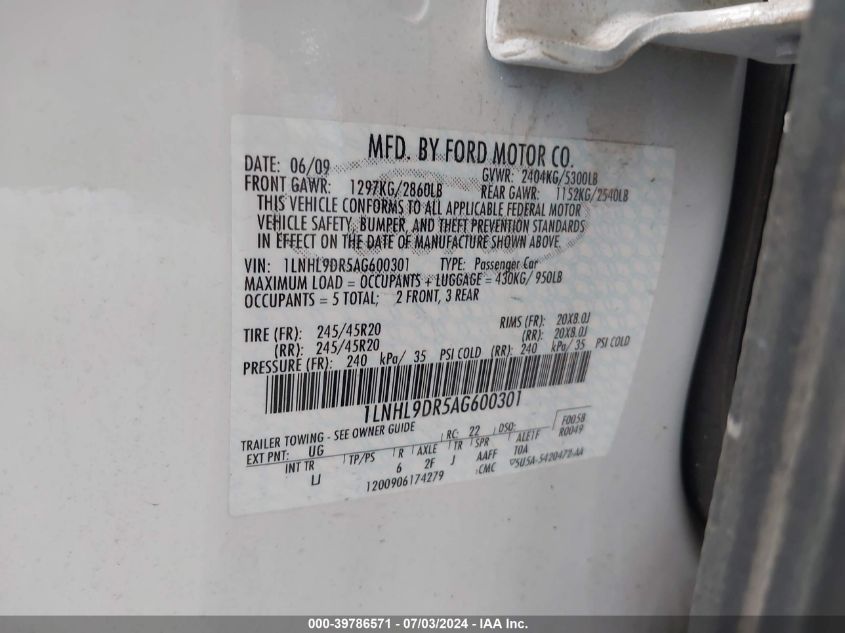 MFD. BY FORD MOTOR CO.
DATE: 06/09 GVWR: 2404KG/5300LB
FRONT GAWR: 1297KG/2860LB REAR GAWR: 1152KG/2540LB
THIS VEHICLE CONFORMS TO ALL APPLICABLE FEDERAL MOTOR
VEHICLE SAFETY, BUMPER, AND THEFT PREVENTION STANDARDS
IN EFFECT ON THE DATE OF MANUFACTURE SHOWN ABOVE.
VIN: 1LNHL9DR5AG600301 TYPE: Passenger Car
MAXIMUM LOAD = OCCUPANTS + LUGGAGE = 430KG/ 950LB
OCCUPANTS = 5 TOTAL; 2 FRONT, 3 REAR
TIRE (FR): 245/45R20 RIMS (FR): 20X8.0J
(RR): 245/45R20 (RR): 20X8.0J
PRESSURE (FR): 240 kPa/ 35 PSI COLD (RR): 240 kPa/ 35 PSI COLD
1LNHL9DR5AG600301
TRAILER TOWING - SEE OWNER GUIDE F0058
EXT PNT: UG RC: 22 DSO: R0049
INT TR TP/PS R AXLE TR SPR ALETF
LJ 6 2F J AAFF TOA
1200906174279 CMC 5U5A-5420472-AA
000-39786571 - 07/03/2024 - IAA Inc.